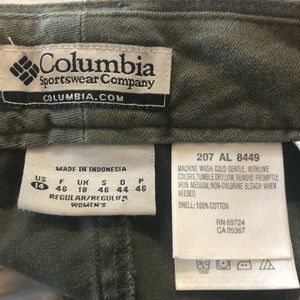 Columbia
Sportswear Company
COLUMBIA.COM
MADE IN INDONESIA
US F UK S D P
14 46 18 46 44 46
REGULAR/REGULAR
WOMEN'S
207 AL 8449
MACHINE WASH COLD GENTLE, WITH LIKE
COLORS, TUMBLE DRY, LOW, REMOVE PROMPTLY,
IRON MEDIUM, NON-CHLORINE BLEACH WHEN
NEEDED
SHELL: 100% COTTON
RN 69724
CA 05367